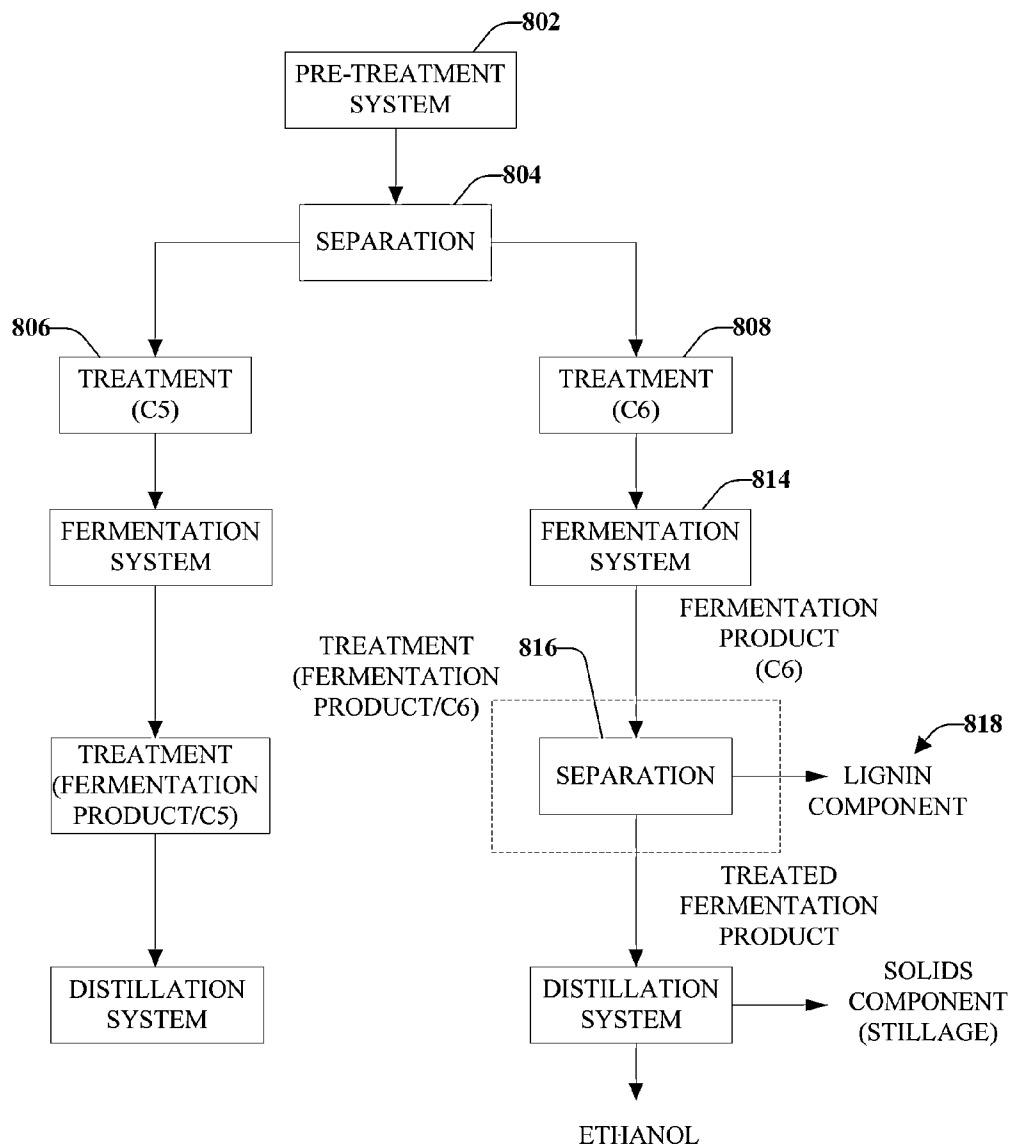 802
PRE-TREATMENT
SYSTEM
804
SEPARATION
806
TREATMENT
(C5)
808
TREATMENT
(C6)
FERMENTATION
SYSTEM
814
FERMENTATION
SYSTEM
FERMENTATION
PRODUCT
(C6)
TREATMENT
(FERMENTATION
PRODUCT/C6)
816
818
TREATMENT
(FERMENTATION
PRODUCT/C5)
SEPARATION
LIGNIN
COMPONENT
TREATED
FERMENTATION
PRODUCT
DISTILLATION
SYSTEM
DISTILLATION
SYSTEM
SOLIDS
COMPONENT
(STILLAGE)
ETHANOL